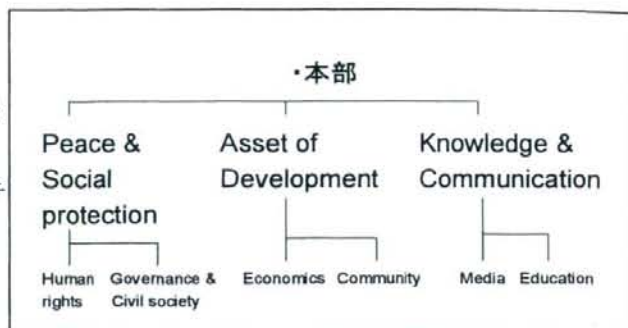 ・本部
Peace &
Social
protection
Asset of
Development
Knowledge &
Communication
Human
rights
Governance &
Civil society
Economics
Community
Media
Education